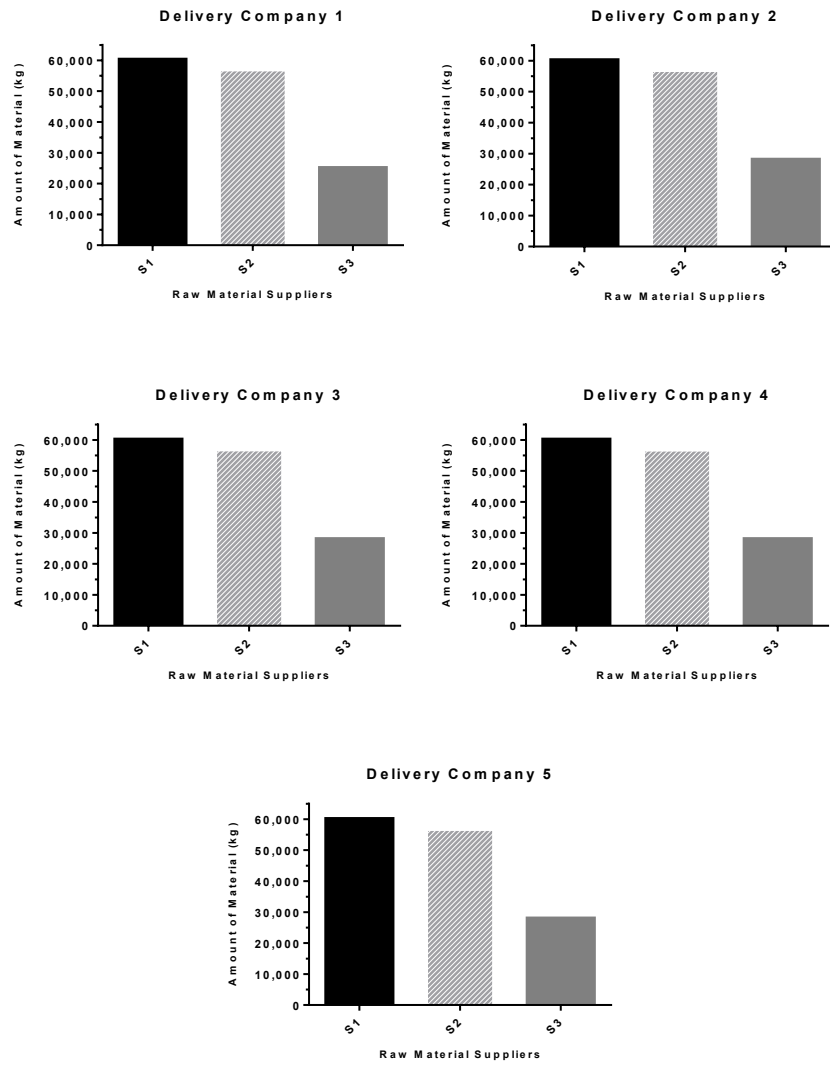 Delivery Company 1
Amount of Material (kg)
60,000
50,000
40,000
30,000
20,000
10,000
0
S1
S2
S3
Raw Material Suppliers
Delivery Company 2
Amount of Material (kg)
60,000
50,000
40,000
30,000
20,000
10,000
0
S1
S2
S3
Raw Material Suppliers
Delivery Company 3
Amount of Material (kg)
60,000
50,000
40,000
30,000
20,000
10,000
0
S1
S2
S3
Raw Material Suppliers
Delivery Company 4
Amount of Material (kg)
60,000
50,000
40,000
30,000
20,000
10,000
0
S1
S2
S3
Raw Material Suppliers
Delivery Company 5
Amount of Material (kg)
60,000
50,000
40,000
30,000
20,000
10,000
0
S1
S2
S3
Raw Material Suppliers